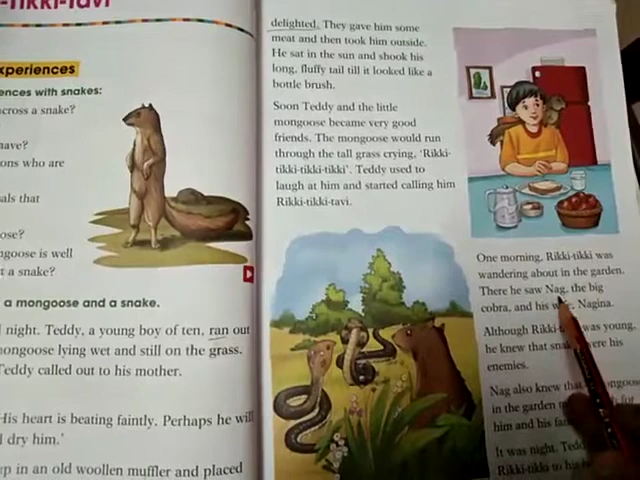 -rikki-tavi
xperiences
ences with snakes:
across a snake?
have?
ons who are
als that
ose?
ngoose is well
t a snake?
a mongoose and a snake.
night. Teddy, a young boy of ten, ran out
mongoose lying wet and still on the grass.
Teddy called out to his mother.
His heart is beating faintly. Perhaps he will
dry him.'
p in an old woollen muffler and placed
delighted. They gave him some
meat and then took him outside.
He sat in the sun and shook his
long, fluffy tail till it looked like a
bottle brush.
Soon Teddy and the little
mongoose became very good
friends. The mongoose would run
through the tall grass crying, 'Rikki-
tikki-tikki-tikki'. Teddy used to
laugh at him and started calling him
Rikki-tikki-tavi.
One morning, Rikki-tikki was
wandering about in the garden.
There he saw Nag, the big
cobra, and his Nagina.
Although Rikki- was young,
he knew that were his
enemies.
Nag also knew that
in the garden
him and his
It was night.
Rikki-tikki to his